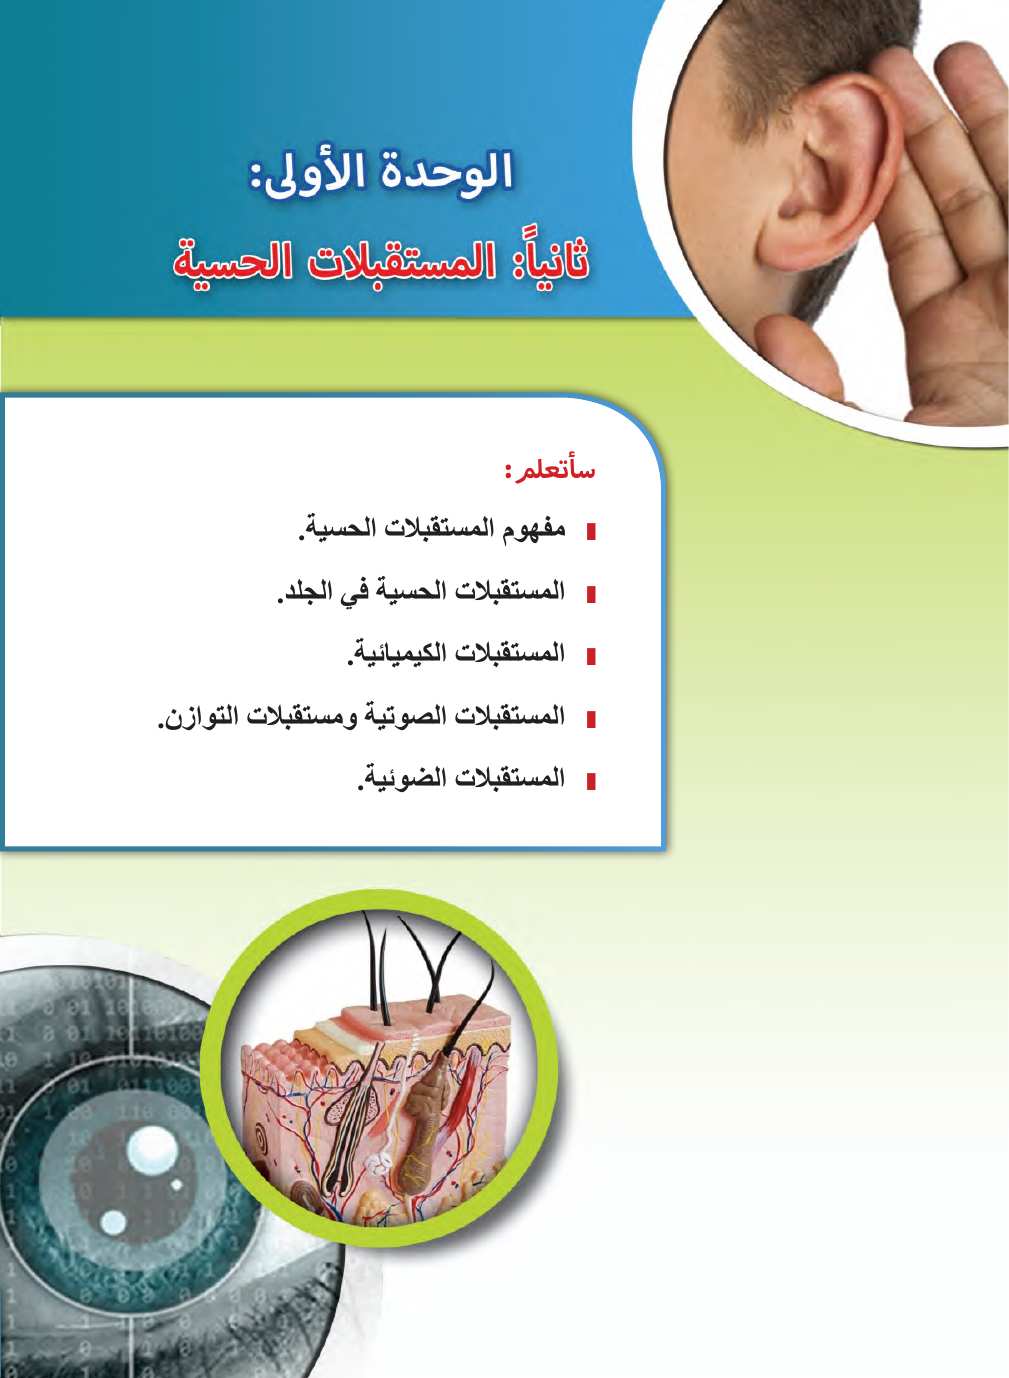 الوحدة الأولى:
ثانياً: المستقبلات الحسية
سأتعلم:
مفهوم المستقبلات الحسية.
المستقبلات الحسية في الجلد.
المستقبلات الكيميائية.
المستقبلات الصوتية ومستقبلات التوازن.
المستقبلات الضوئية.